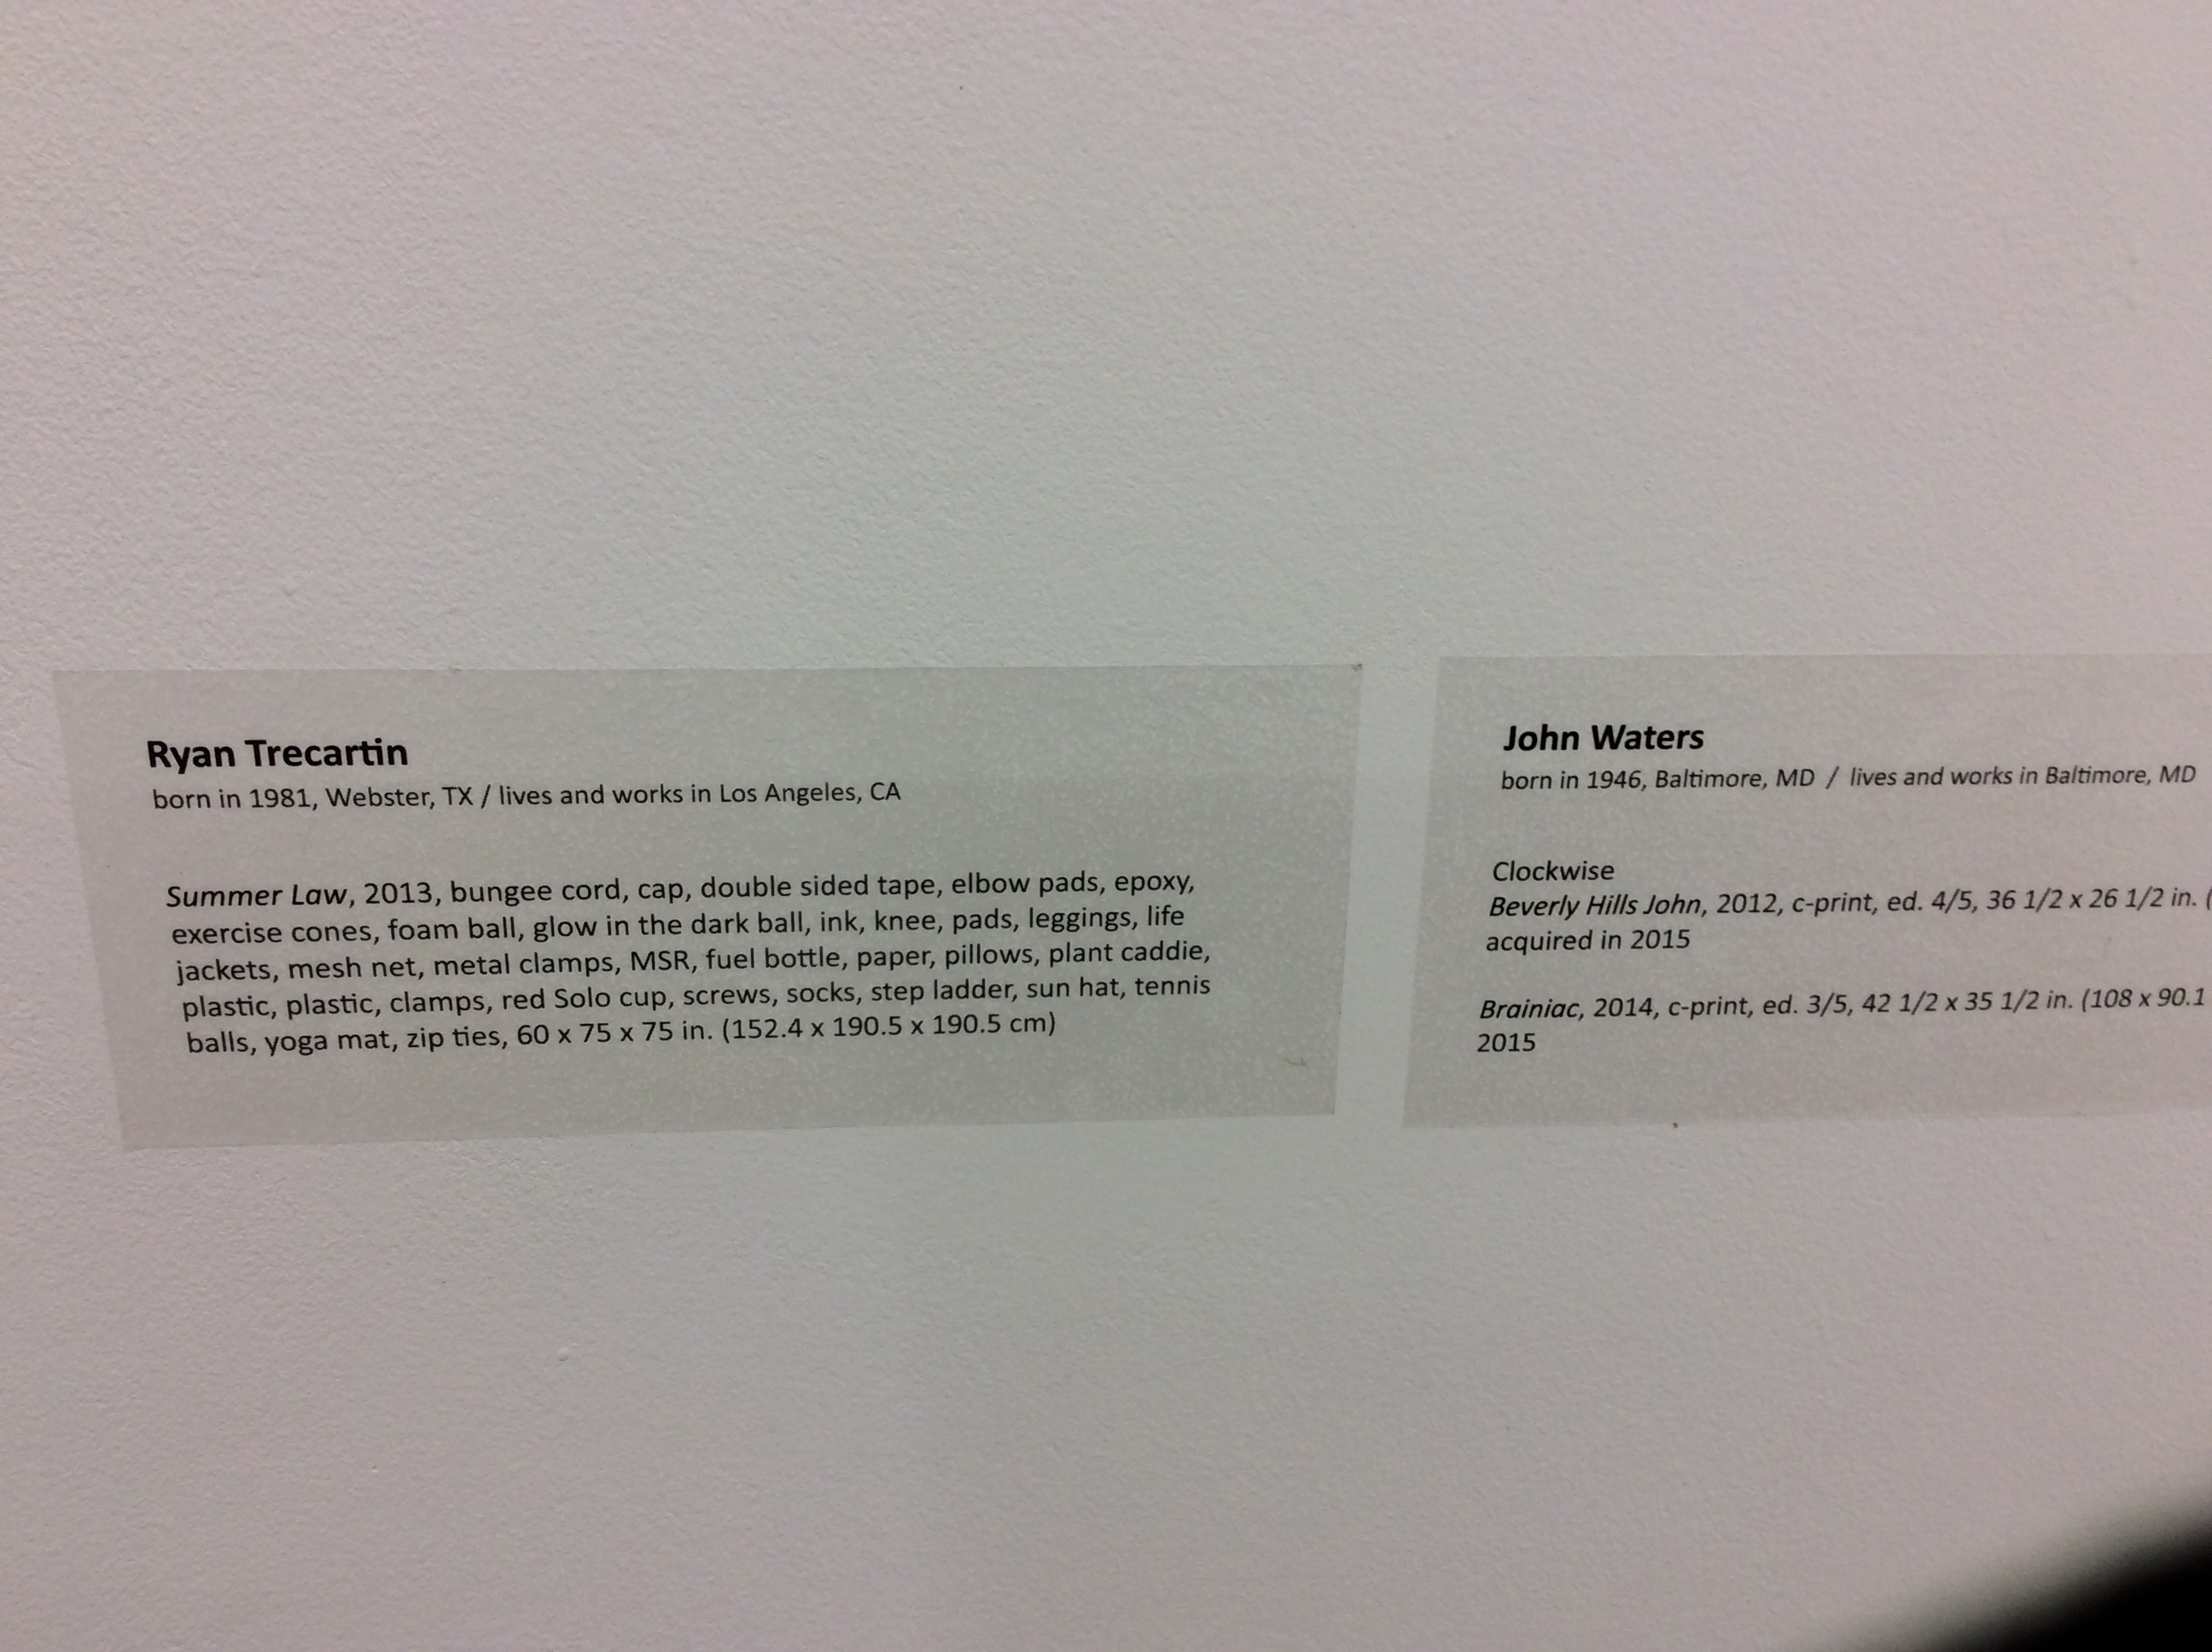 Ryan Trecartin
born in 1981, Webster, TX / lives and works in Los Angeles, CA
Summer Law, 2013, bungee cord, cap, double sided tape, elbow pads, epoxy,
exercise cones, foam ball, glow in the dark ball, ink, knee, pads, leggings, life
jackets, mesh net, metal clamps, MSR, fuel bottle, paper, pillows, plant caddie,
plastic, plastic, clamps, red Solo cup, screws, socks, step ladder, sun hat, tennis
balls, yoga mat, zip ties, 60 x 75 x 75 in. (152.4 x 190.5 x 190.5 cm)
John Waters
born in 1946, Baltimore, MD / lives and works in Baltimore, MD
Clockwise
Beverly Hills John, 2012, c-print, ed. 4/5, 36 1/2 x 26 1/2 in. (
acquired in 2015
Brainiac, 2014, c-print, ed. 3/5, 42 1/2 x 35 1/2 in. (108 x 90.1
2015